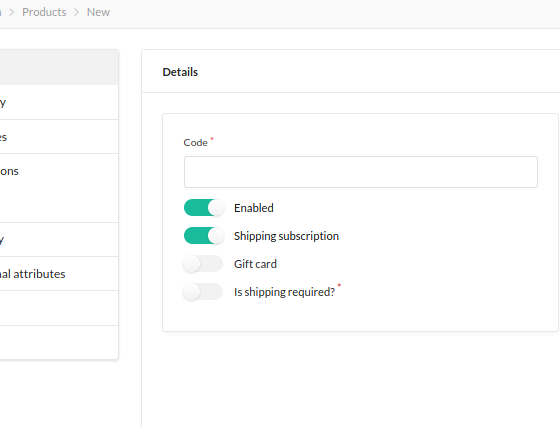 Products > New
Details
Code *
Enabled
Shipping subscription
Gift card
Is shipping required? *
y
es
ons
y
nal attributes